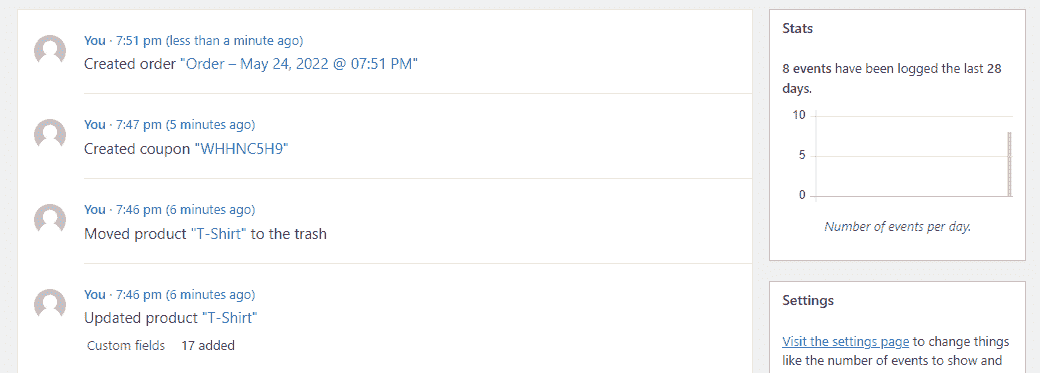 You · 7:51 pm (less than a minute ago)
Created order "Order – May 24, 2022 @ 07:51 PM"
You · 7:47 pm (5 minutes ago)
Created coupon "WHHNC5H9"
You · 7:46 pm (6 minutes ago)
Moved product "T-Shirt" to the trash
You · 7:46 pm (6 minutes ago)
Updated product "T-Shirt"
Custom fields 17 added
Stats
8 events have been logged the last 28
days.
10
5
0
Number of events per day.
Settings
Visit the settings page to change things
like the number of events to show and